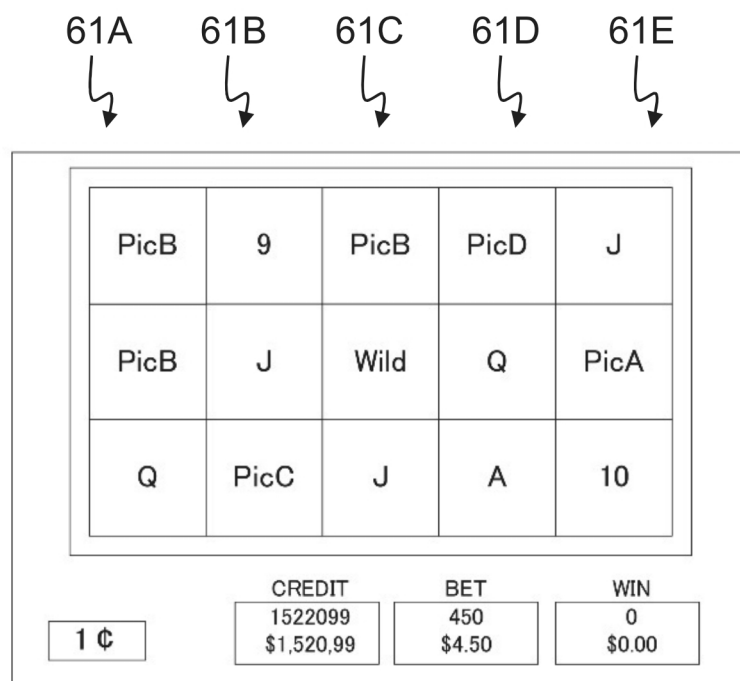 61A 61B 61C 61D 61E
PicB 9 PicB PicD J
PicB J Wild Q PicA
Q PicC J A 10
CREDIT BET WIN
1522099 450 0
1 ¢ $1,520,99 $4.50 $0.00